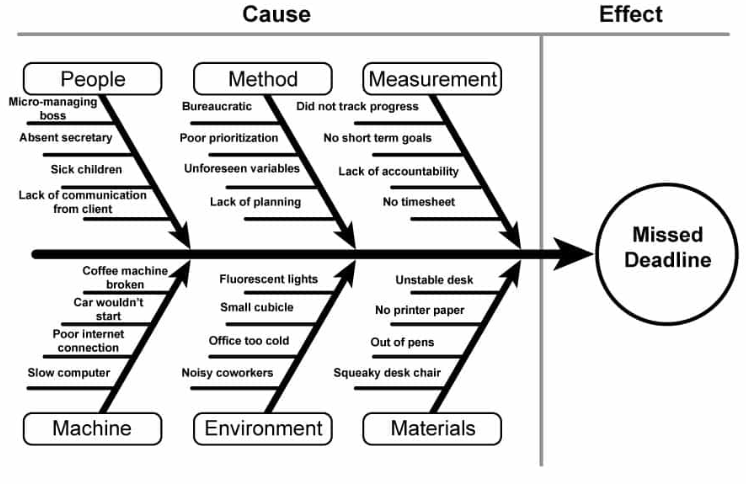 Cause
Effect
People
Method
Measurement
Micro-managing
boss
Absent secretary
Sick children
Lack of communication
from client
Bureaucratic
Poor prioritization
Unforeseen variables
Lack of planning
Did not track progress
No short term goals
Lack of accountability
No timesheet
Missed
Deadline
Coffee machine
broken
Car wouldn't
start
Poor internet
connection
Slow computer
Fluorescent lights
Small cubicle
Office too cold
Noisy coworkers
Unstable desk
No printer paper
Out of pens
Squeaky desk chair
Machine
Environment
Materials